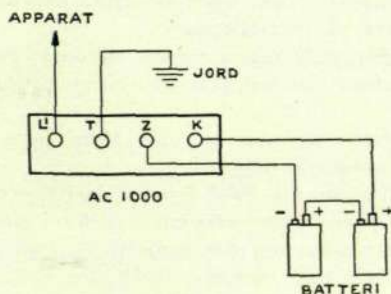 APPARAT
JORD
L¹ T Z K
AC 1000
- + - +
BATTERI